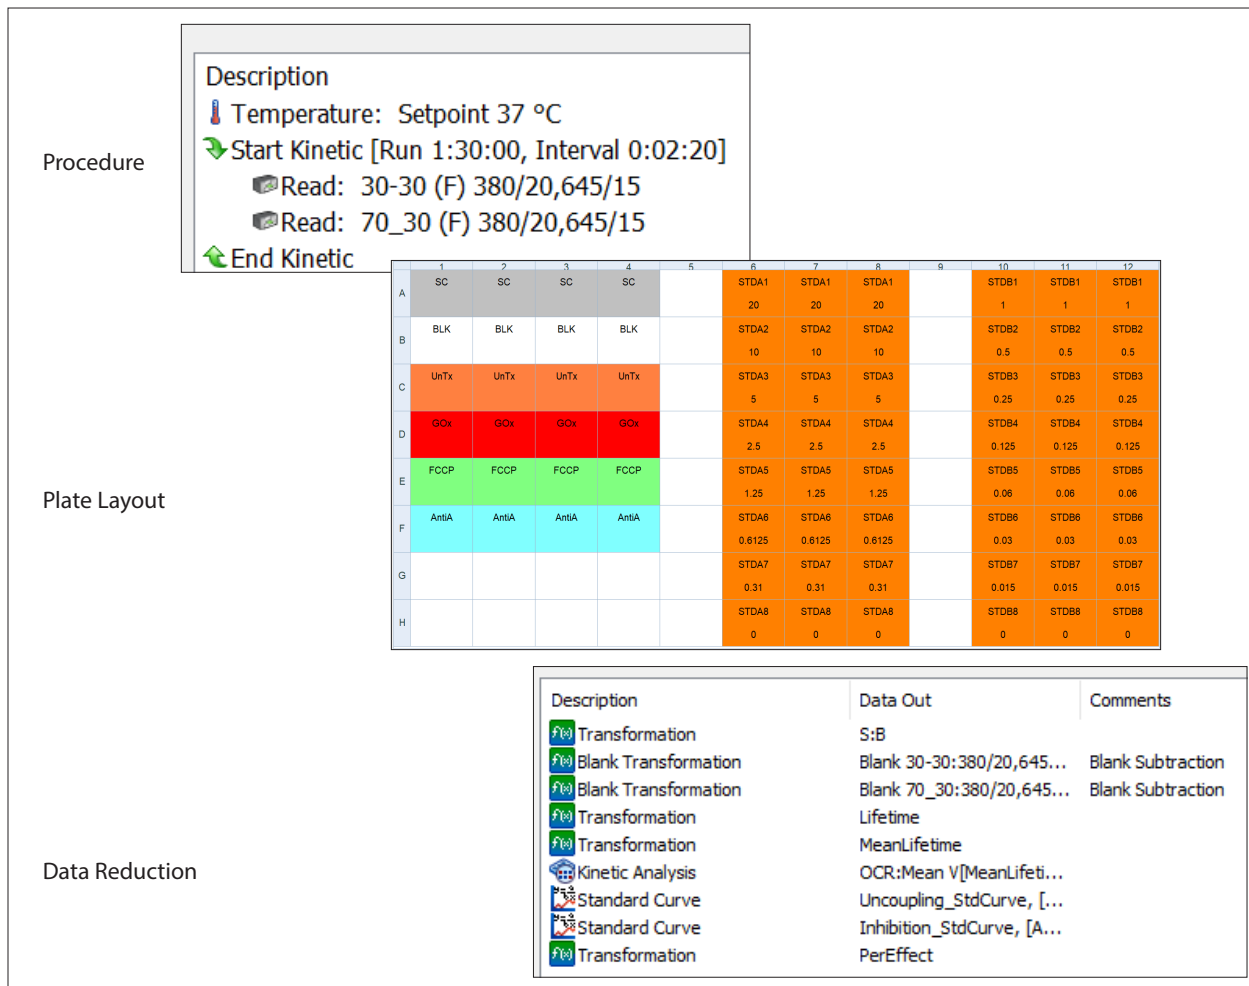 Procedure
Description
Temperature: Setpoint 37 °C
Start Kinetic [Run 1:30:00, Interval 0:02:20]
Read: 30-30 (F) 380/20,645/15
Read: 70_30 (F) 380/20,645/15
End Kinetic
Plate Layout
1 2 3 4 5 6 7 8 9 10 11 12
A SC SC SC SC STDA1 STDA1 STDA1 STDB1 STDB1 STDB1
20 20 20 1 1 1
B BLK BLK BLK BLK STDA2 STDA2 STDA2 STDB2 STDB2 STDB2
10 10 10 0.5 0.5 0.5
C UnTx UnTx UnTx UnTx STDA3 STDA3 STDA3 STDB3 STDB3 STDB3
5 5 5 0.25 0.25 0.25
D GOx GOx GOx GOx STDA4 STDA4 STDA4 STDB4 STDB4 STDB4
2.5 2.5 2.5 0.125 0.125 0.125
E FCCP FCCP FCCP FCCP STDA5 STDA5 STDA5 STDB5 STDB5 STDB5
1.25 1.25 1.25 0.06 0.06 0.06
F AntiA AntiA AntiA AntiA STDA6 STDA6 STDA6 STDB6 STDB6 STDB6
0.6125 0.6125 0.6125 0.03 0.03 0.03
G STDA7 STDA7 STDA7 STDB7 STDB7 STDB7
0.31 0.31 0.31 0.015 0.015 0.015
H STDA8 STDA8 STDA8 STDB8 STDB8 STDB8
0 0 0 0 0 0
Data Reduction
Description Data Out Comments
f(x) Transformation S:B
f(x) Blank Transformation Blank 30-30:380/20,645... Blank Subtraction
f(x) Blank Transformation Blank 70_30:380/20,645... Blank Subtraction
f(x) Transformation Lifetime
f(x) Transformation MeanLifetime
Kinetic Analysis OCR:Mean V[MeanLifeti...
Standard Curve Uncoupling_StdCurve, [...
Standard Curve Inhibition_StdCurve, [A...
f(x) Transformation PerEffect